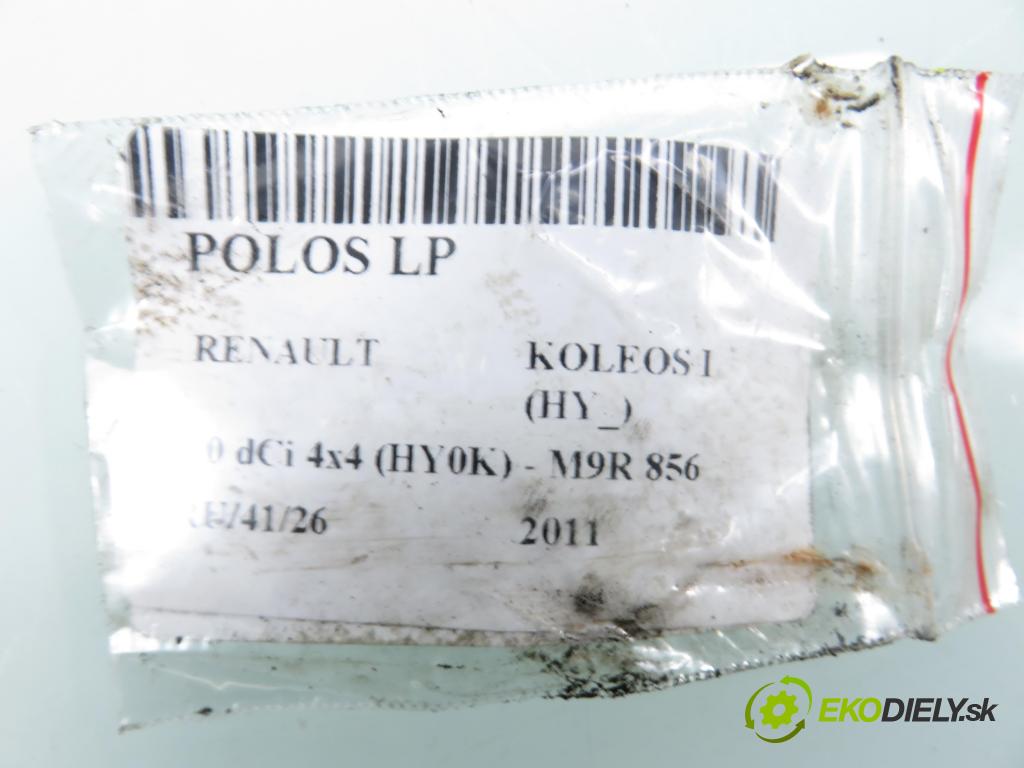 POLOS LP
RENAULT KOLEOS I
(HY_)
0 dCi 4x4 (HY0K) - M9R 856
/41/26 2011
EKODIELY.sk